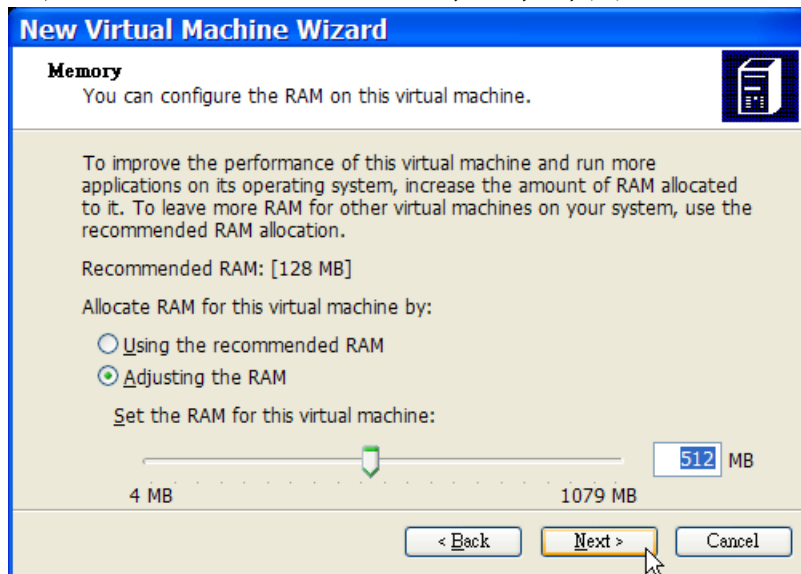 New Virtual Machine Wizard
Memory
You can configure the RAM on this virtual machine.
To improve the performance of this virtual machine and run more
applications on its operating system, increase the amount of RAM allocated
to it. To leave more RAM for other virtual machines on your system, use the
recommended RAM allocation.
Recommended RAM: [128 MB]
Allocate RAM for this virtual machine by:
Using the recommended RAM
Adjusting the RAM
Set the RAM for this virtual machine:
512 MB
4 MB 1079 MB
< Back Next > Cancel